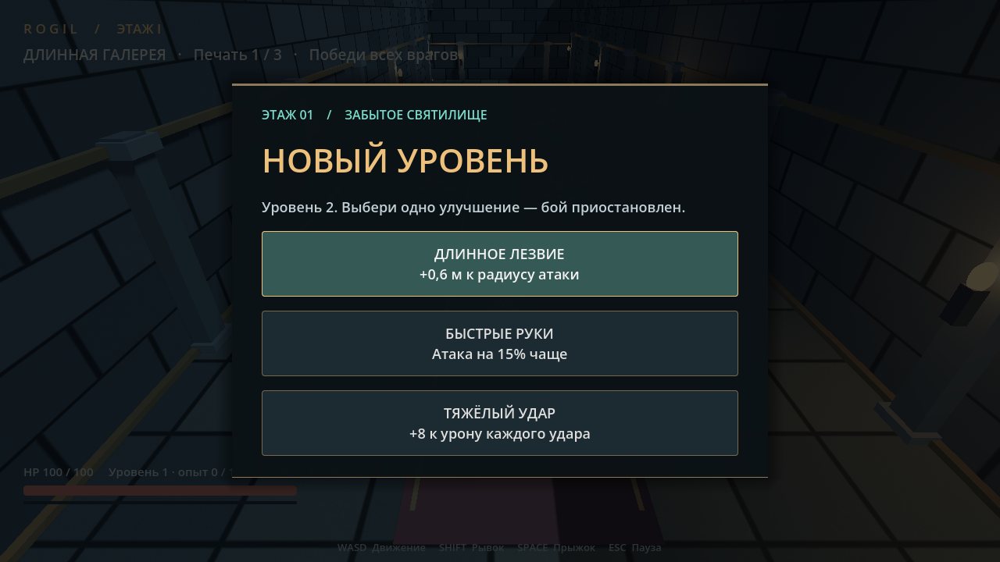 ROGIL / ЭТАЖ I
ДЛИННАЯ ГАЛЕРЕЯ · Печать 1 / 3 · Победи всех врагов
ЭТАЖ 01 / ЗАБЫТОЕ СВЯТИЛИЩЕ
НОВЫЙ УРОВЕНЬ
Уровень 2. Выбери одно улучшение — бой приостановлен.
ДЛИННОЕ ЛЕЗВИЕ
+0,6 м к радиусу атаки
БЫСТРЫЕ РУКИ
Атака на 15% чаще
ТЯЖЁЛЫЙ УДАР
+8 к урону каждого удара
HP 100 / 100 Уровень 1 · опыт 0 /
WASD Движение SHIFT Рывок SPACE Прыжок ESC Пауза